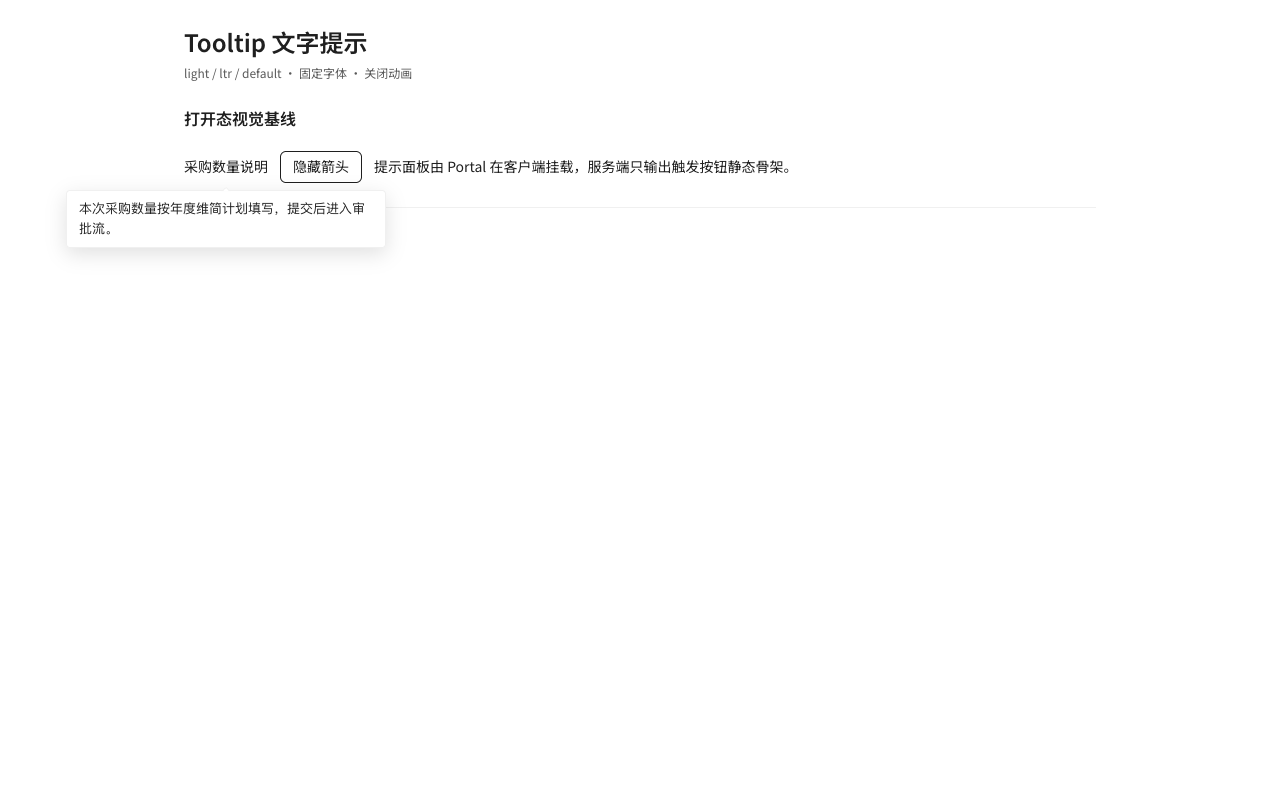 Tooltip 文字提示
light / ltr / default · 固定字体 · 关闭动画
打开态视觉基线
采购数量说明 隐藏箭头 提示面板由 Portal 在客户端挂载，服务端只输出触发按钮静态骨架。
本次采购数量按年度维简计划填写，提交后进入审
批流。